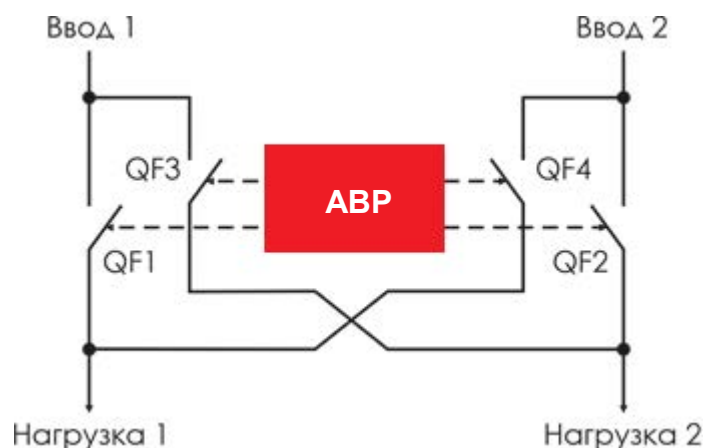 Ввод 1
Ввод 2
QF3
АВР
QF4
QF1
QF2
Нагрузка 1
Нагрузка 2